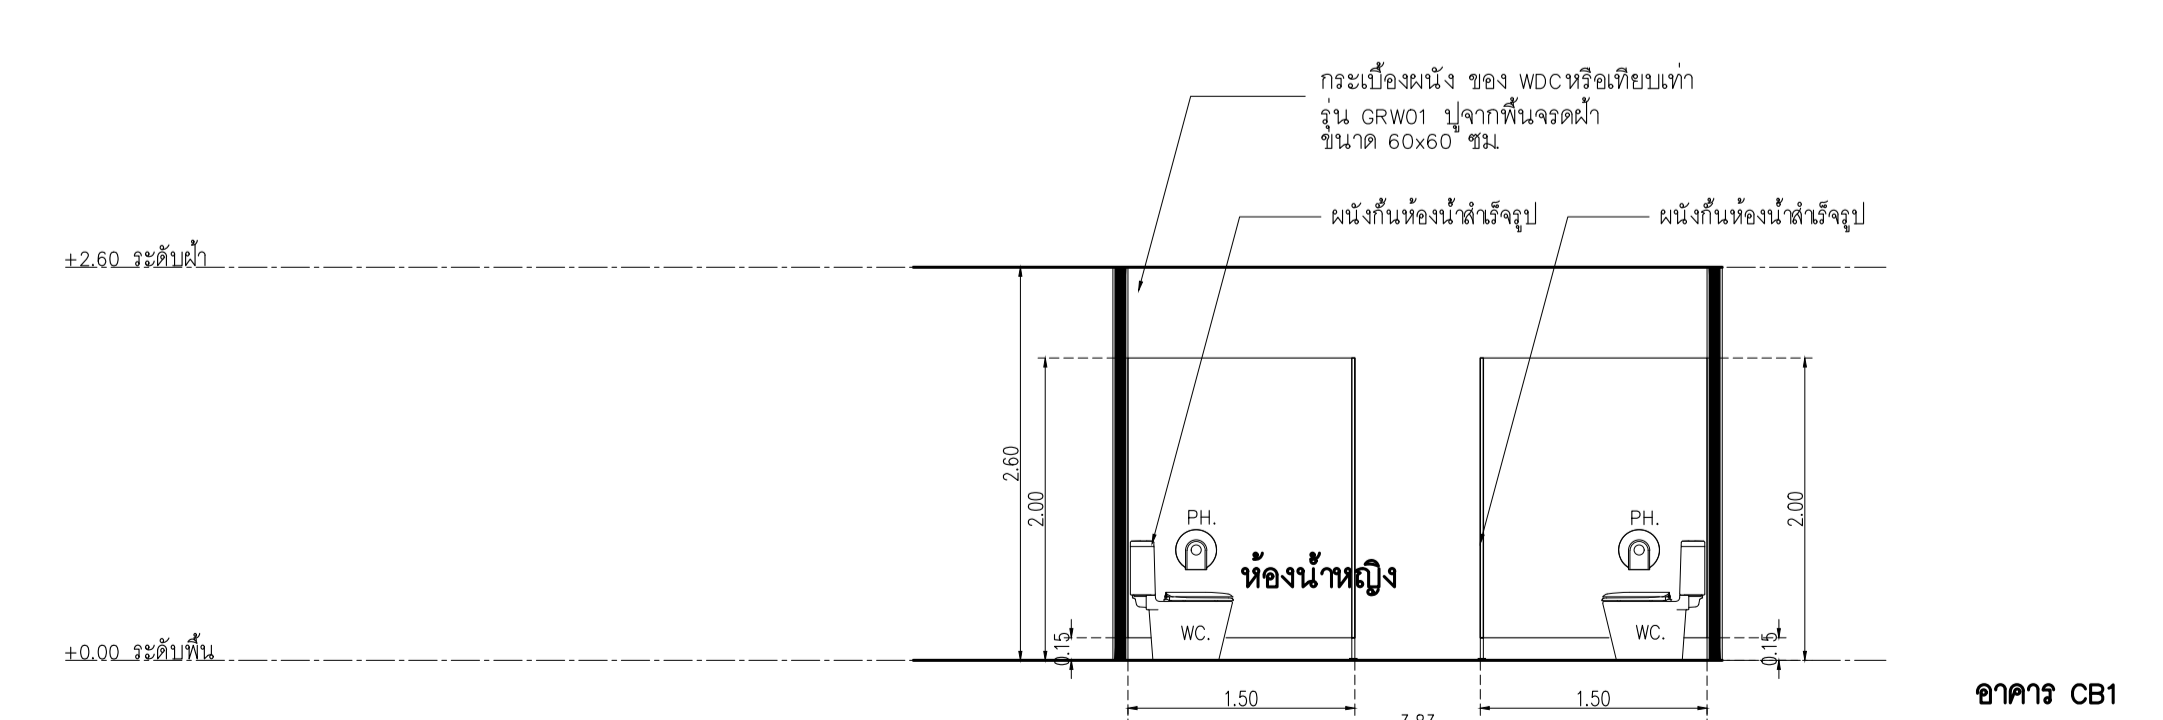 กระเบื้องผนัง ของ WDCหรือเทียบเท่า
รุ่น GRW01 ปูจากพื้นจรดฝ้า
ขนาด 60x60 ซม.
ผนังกั้นห้องน้ำสำเร็จรูป
ผนังกั้นห้องน้ำสำเร็จรูป
+2.60 ระดับฝ้า
2.60
2.00
2.00
PH.
PH.
ห้องน้ำหญิง
WC.
WC.
0.15
0.15
+0.00 ระดับพื้น
1.50
1.50
อาคาร CB1